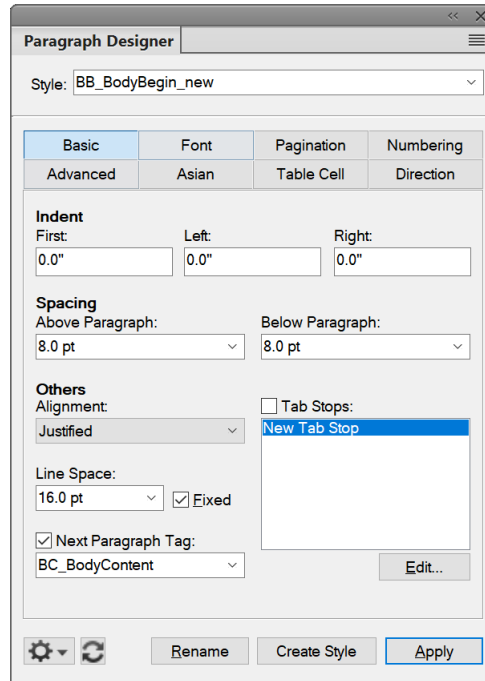 Paragraph Designer
Style: BB_BodyBegin_new
Basic Font Pagination Numbering
Advanced Asian Table Cell Direction
Indent
First: Left: Right:
0.0" 0.0" 0.0"
Spacing
Above Paragraph: Below Paragraph:
8.0 pt 8.0 pt
Others
Alignment: Tab Stops:
Justified New Tab Stop
Line Space:
16.0 pt Fixed
Next Paragraph Tag:
BC_BodyContent Edit...
Rename Create Style Apply